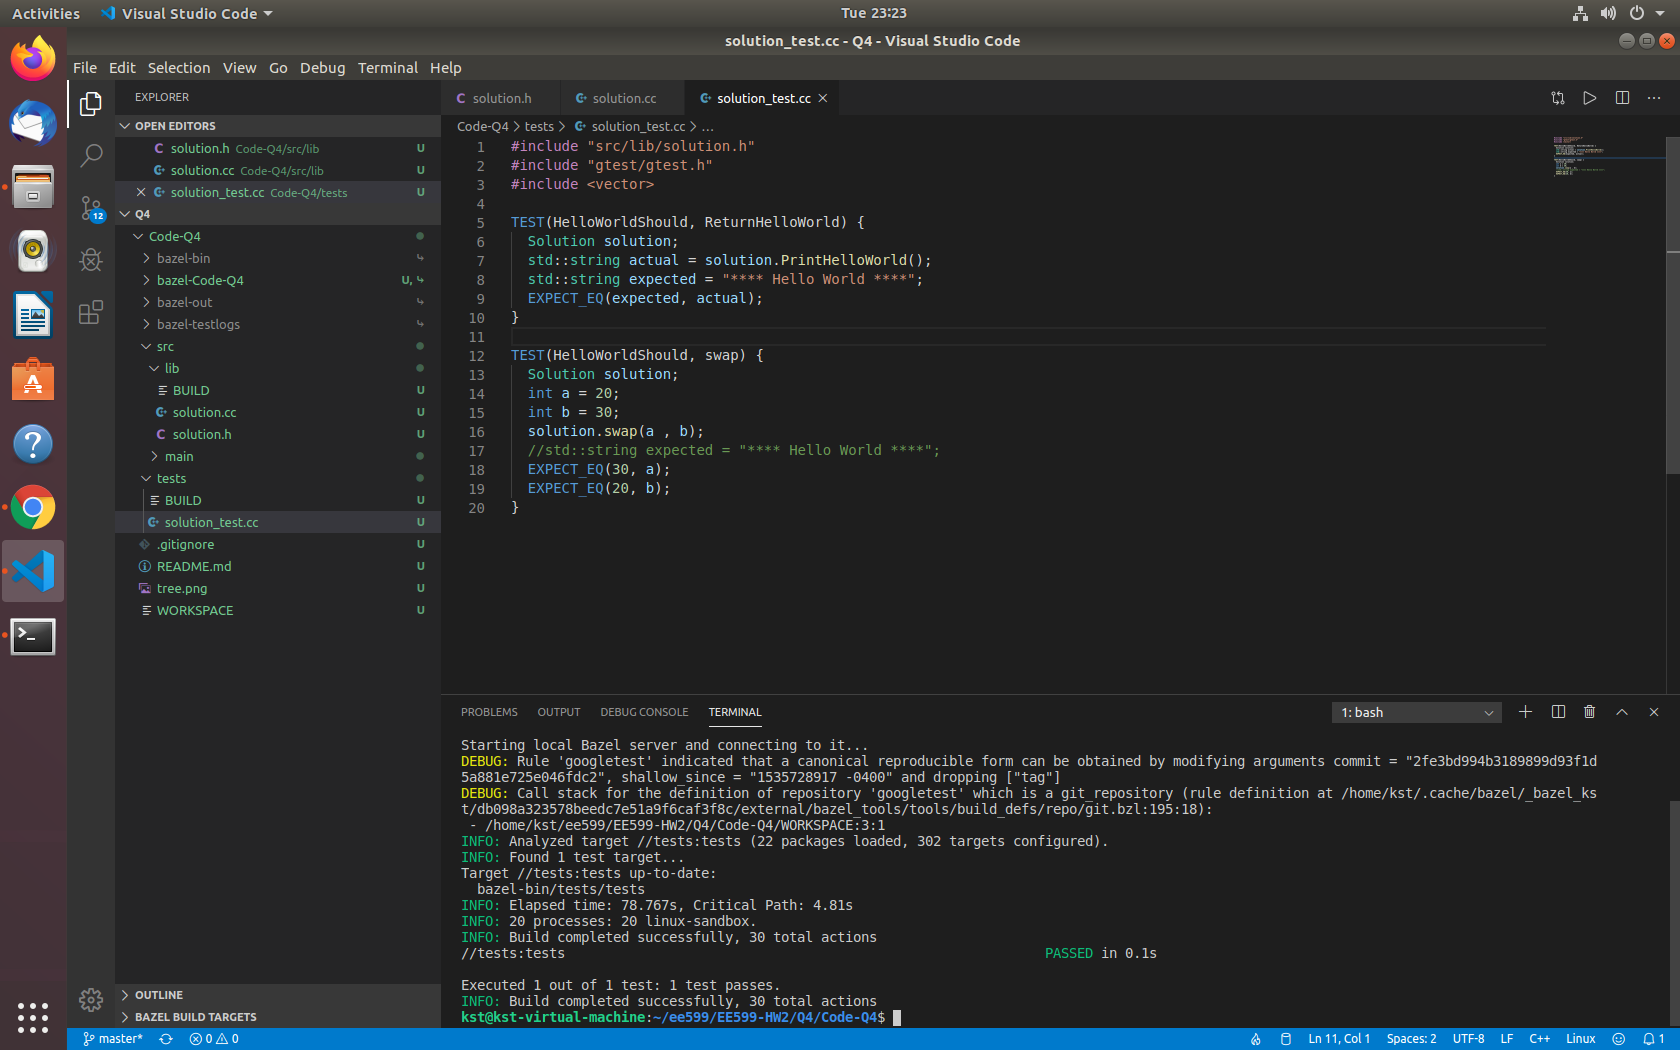 Activities Visual Studio Code Tue 23:23
solution_test.cc - Q4 - Visual Studio Code
File Edit Selection View Go Debug Terminal Help
EXPLORER
OPEN EDITORS
solution.h Code-Q4/src/lib U
solution.cc Code-Q4/src/lib U
solution_test.cc Code-Q4/tests U
12
Q4
Code-Q4
bazel-bin
bazel-Code-Q4 U,
bazel-out
bazel-testlogs
src
lib
BUILD U
solution.cc U
solution.h U
main
tests
BUILD U
solution_test.cc U
.gitignore U
README.md U
tree.png U
WORKSPACE U
OUTLINE
BAZEL BUILD TARGETS
solution.h solution.cc solution_test.cc
Code-Q4 > tests > solution_test.cc > ...
1 #include "src/lib/solution.h"
2 #include "gtest/gtest.h"
3 #include <vector>
4
5 TEST(HelloWorldShould, ReturnHelloWorld) {
6 Solution solution;
7 std::string actual = solution.PrintHelloWorld();
8 std::string expected = "**** Hello World ****";
9 EXPECT_EQ(expected, actual);
10 }
11
12 TEST(HelloWorldShould, swap) {
13 Solution solution;
14 int a = 20;
15 int b = 30;
16 solution.swap(a , b);
17 //std::string expected = "**** Hello World ****";
18 EXPECT_EQ(30, a);
19 EXPECT_EQ(20, b);
20 }
PROBLEMS OUTPUT DEBUG CONSOLE TERMINAL 1: bash
Starting local Bazel server and connecting to it...
DEBUG: Rule 'googletest' indicated that a canonical reproducible form can be obtained by modifying arguments commit = "2fe3bd994b3189899d93f1d
5a881e725e046fdc2", shallow_since = "1535728917 -0400" and dropping ["tag"]
DEBUG: Call stack for the definition of repository 'googletest' which is a git_repository (rule definition at /home/kst/.cache/bazel/_bazel_ks
t/db098a323578beedc7e51a9f6caf3f8c/external/bazel_tools/tools/build_defs/repo/git.bzl:195:18):
- /home/kst/ee599/EE599-HW2/Q4/Code-Q4/WORKSPACE:3:1
INFO: Analyzed target //tests:tests (22 packages loaded, 302 targets configured).
INFO: Found 1 test target...
Target //tests:tests up-to-date:
bazel-bin/tests/tests
INFO: Elapsed time: 78.767s, Critical Path: 4.81s
INFO: 20 processes: 20 linux-sandbox.
INFO: Build completed successfully, 30 total actions
//tests:tests PASSED in 0.1s
Executed 1 out of 1 test: 1 test passes.
INFO: Build completed successfully, 30 total actions
kst@kst-virtual-machine:~/ee599/EE599-HW2/Q4/Code-Q4$
master* 0 0 Ln 11, Col 1 Spaces: 2 UTF-8 LF C++ Linux 1